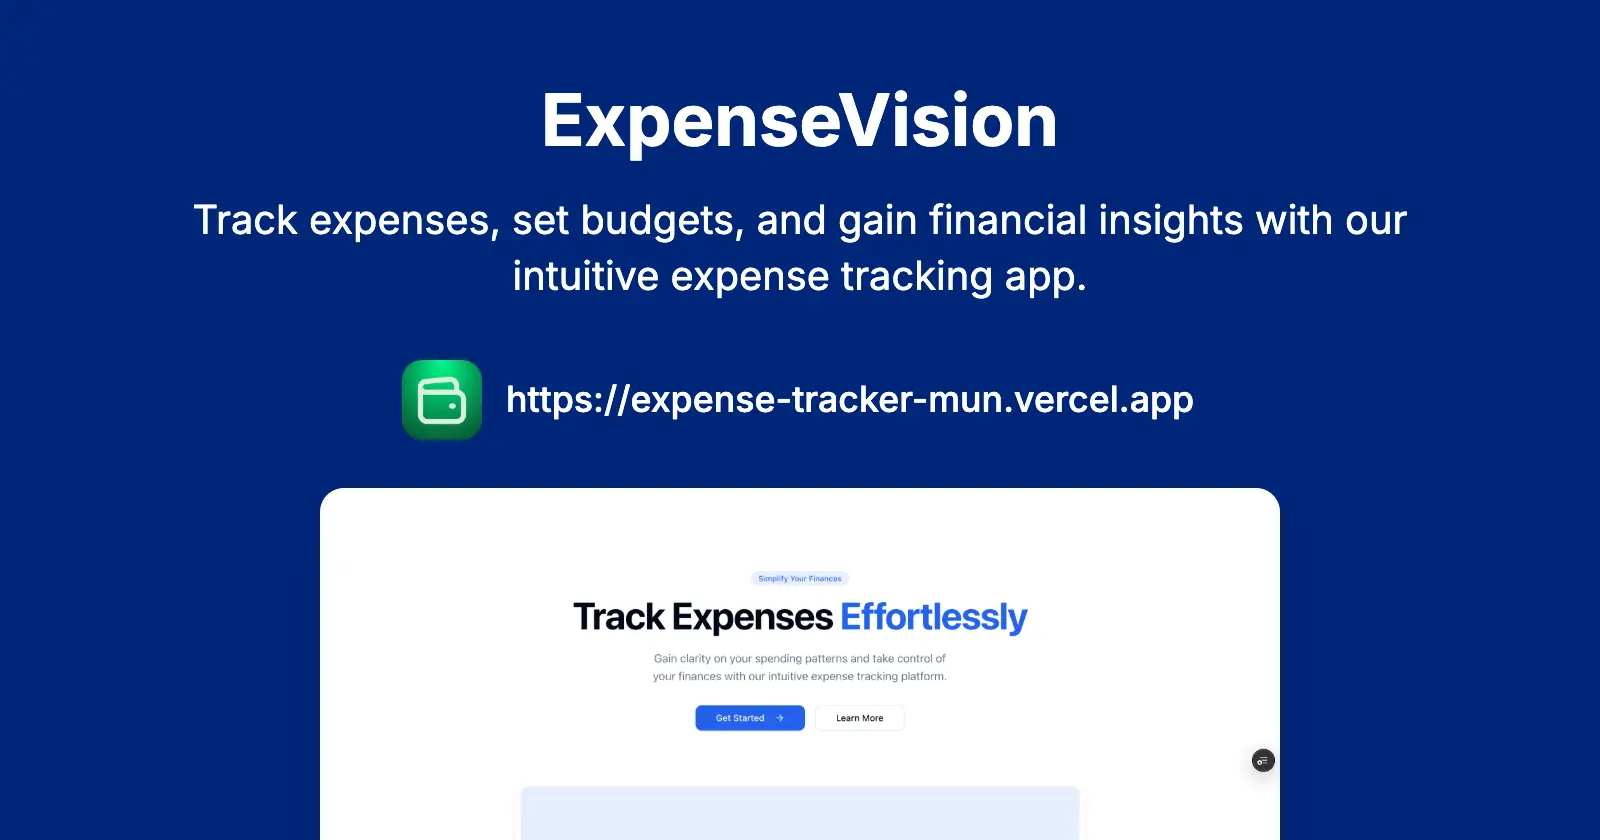 ExpenseVision
Track expenses, set budgets, and gain financial insights with our
intuitive expense tracking app.
https://expense-tracker-mun.vercel.app
Simplify Your Finances
Track Expenses Effortlessly
Gain clarity on your spending patterns and take control of
your finances with our intuitive expense tracking platform.
Get Started
Learn More